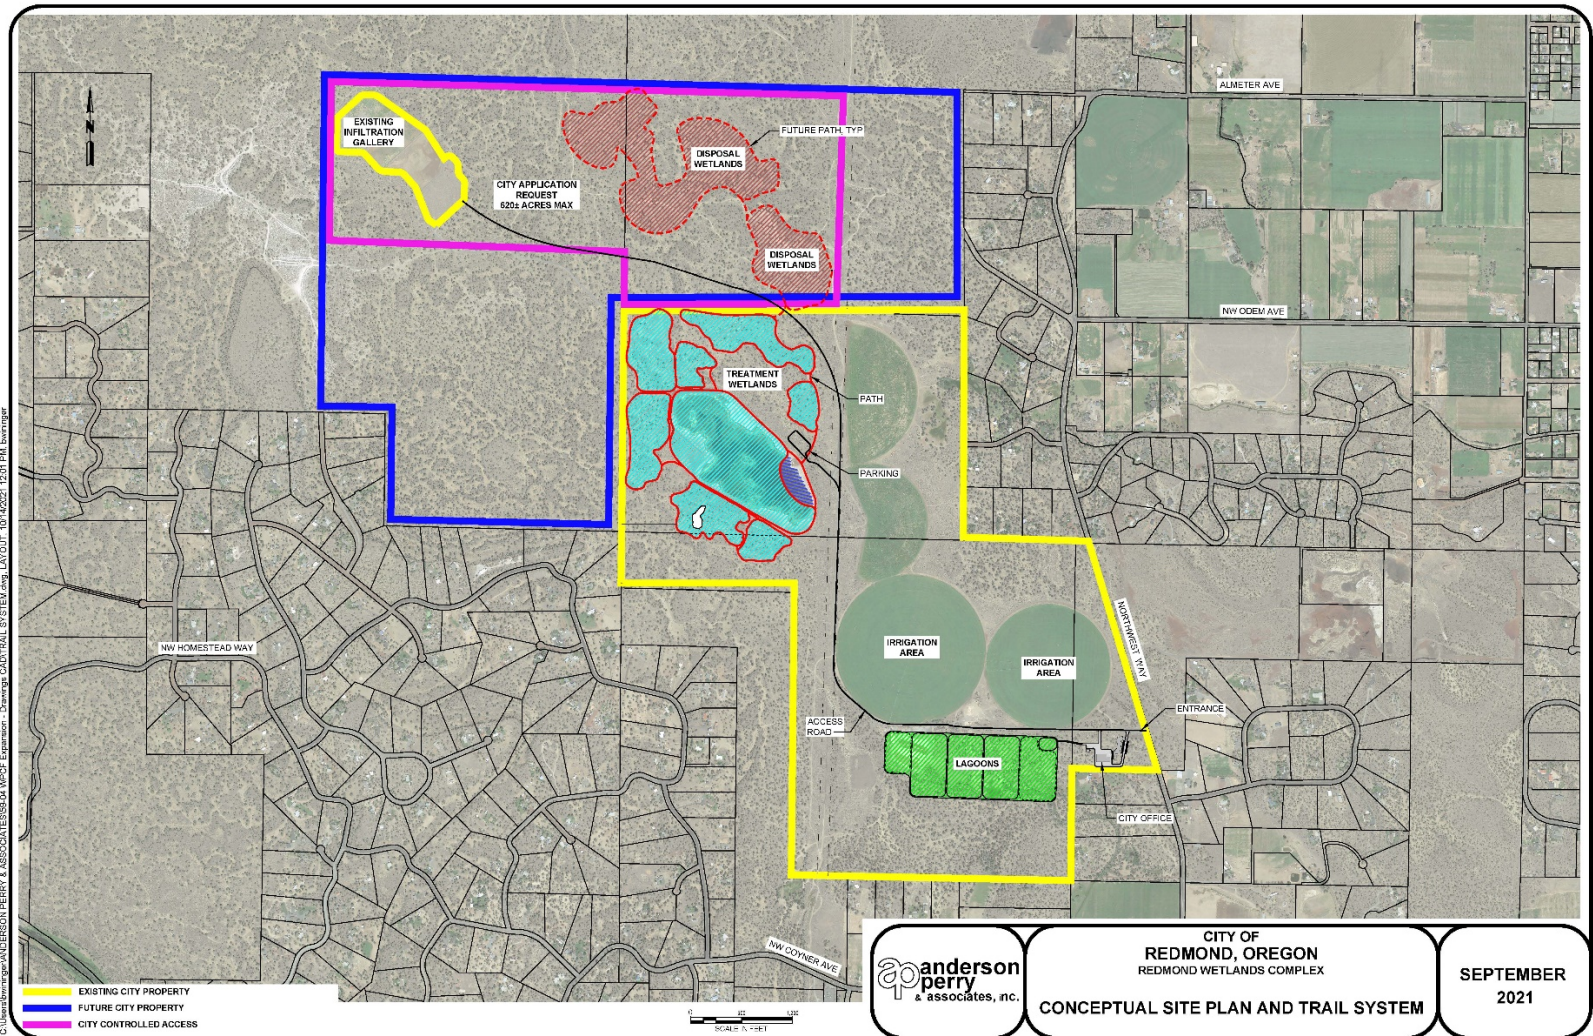 ALMETER AVE
N
EXISTING
INFILTRATION
GALLERY
FUTURE PATH, TYP
DISPOSAL
WETLANDS
CITY APPLICATION
REQUEST
620± ACRES MAX
DISPOSAL
WETLANDS
NW ODEM AVE
TREATMENT
WETLANDS
PATH
PARKING
NORTHWEST WAY
NW HOMESTEAD WAY
IRRIGATION
AREA
IRRIGATION
AREA
ENTRANCE
ACCESS
ROAD
LAGOONS
CITY OFFICE
NW COYNER AVE
EXISTING CITY PROPERTY
FUTURE CITY PROPERTY
CITY CONTROLLED ACCESS
SCALE IN FEET
ap anderson
perry
& associates, inc.
CITY OF
REDMOND, OREGON
REDMOND WETLANDS COMPLEX
CONCEPTUAL SITE PLAN AND TRAIL SYSTEM
SEPTEMBER
2021